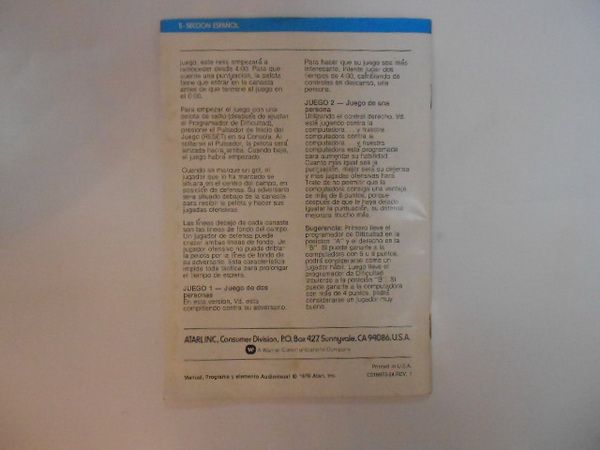 5 - SECCION ESPAÑOL
juego, este reloj empezará a
retroceder desde 4:00. Para que
cuente una puntuación, la pelota
tiene que entrar en la canasta
antes de que termine el juego en
el 0:00.
Para empezar el juego con una
pelota de salto (después de ajustar
el Programador de Dificultad),
presione el Pulsador de Inicio del
Juego (RESET) en su Consola. Al
soltarse el Pulsador, la pelota será
lanzada hacia arriba. Cuando baje,
el juego habrá empezado.
Cuando se marque un gol, el
jugador que lo ha marcado se
situará en el centro del campo, en
posición de defensa. Su adversario
será situado debajo de la canasta
para recibir la pelota y hacer sus
jugadas ofensivas.
Las líneas debajo de cada canasta
son las líneas de fondo del campo.
Un jugador de defensa puede
cruzar ambas líneas de fondo. Un
jugador ofensivo no puede driblar
la pelota por la línea de fondo de
su adversario. Esta característica
impide toda táctica para prolongar
el tiempo de espera.
JUEGO 1 — Juego de dos
personas
En esta versión, Vd. esta
compitiendo contra su adversario.
Para hacer que su juego sea más
interesante, intente jugar dos
tiempos de 4:00, cambiando de
controles en descanso, una
persona.
JUEGO 2 — Juego de una
persona
Utilizando el control derecho, Vd.
está jugando contra la
computadora ... y nuestra
computadora contra la
computadora ... y nuestra
computadora está programada
para aumentar su habilidad.
Cuanto más igual sea la
puntuación, mejor será su defensa
y más jugadas ofensivas hará.
Trate de no permitir que la
computadora consiga una ventaja
de más de 6 puntos, porque
después de que le haya dejado
igualar la puntuación, su defensa
mejorará mucho más.
Sugerencia: Primero lleve el
programador de Dificultad en la
posición "A" y el derecho en la
"B". Si puede ganarle a la
computadora con 6 u 8 puntos,
podrá considerarse como un
jugador hábil. Luego lleve el
programador de Dificultad
izquierdo a la posición "B". Si
puede ganarle a la computadora
con más de 4 puntos, podrá
considerarse un jugador muy
bueno.
ATARI, INC., Consumer Division, P.O. Box 427, Sunnyvale, CA 94086, U.S.A.
A Warner Communications Company
Printed in U.S.A.
Manual, Programa y elemento Audiovisual © 1978 Atari, Inc.
REV. 1